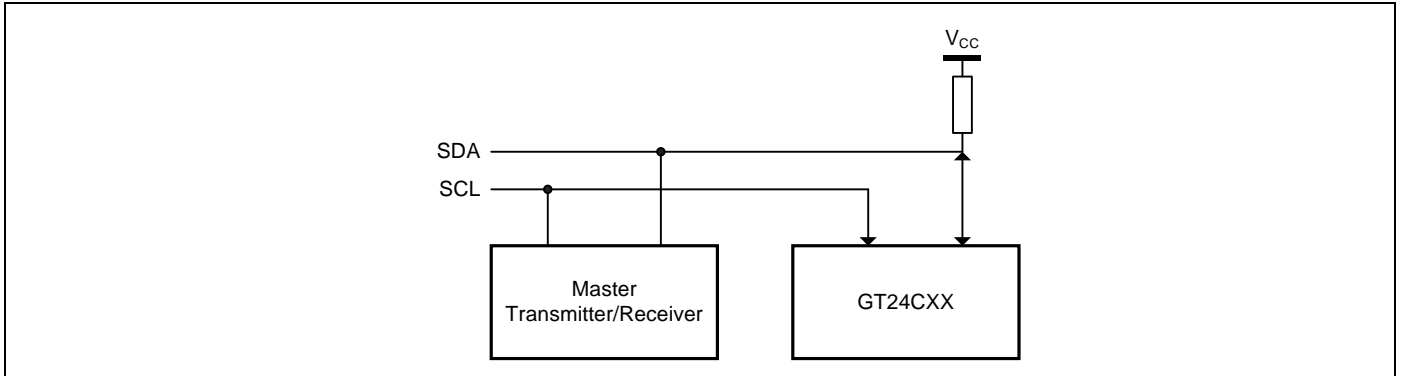 VCC
SDA
SCL
Master
Transmitter/Receiver
GT24CXX